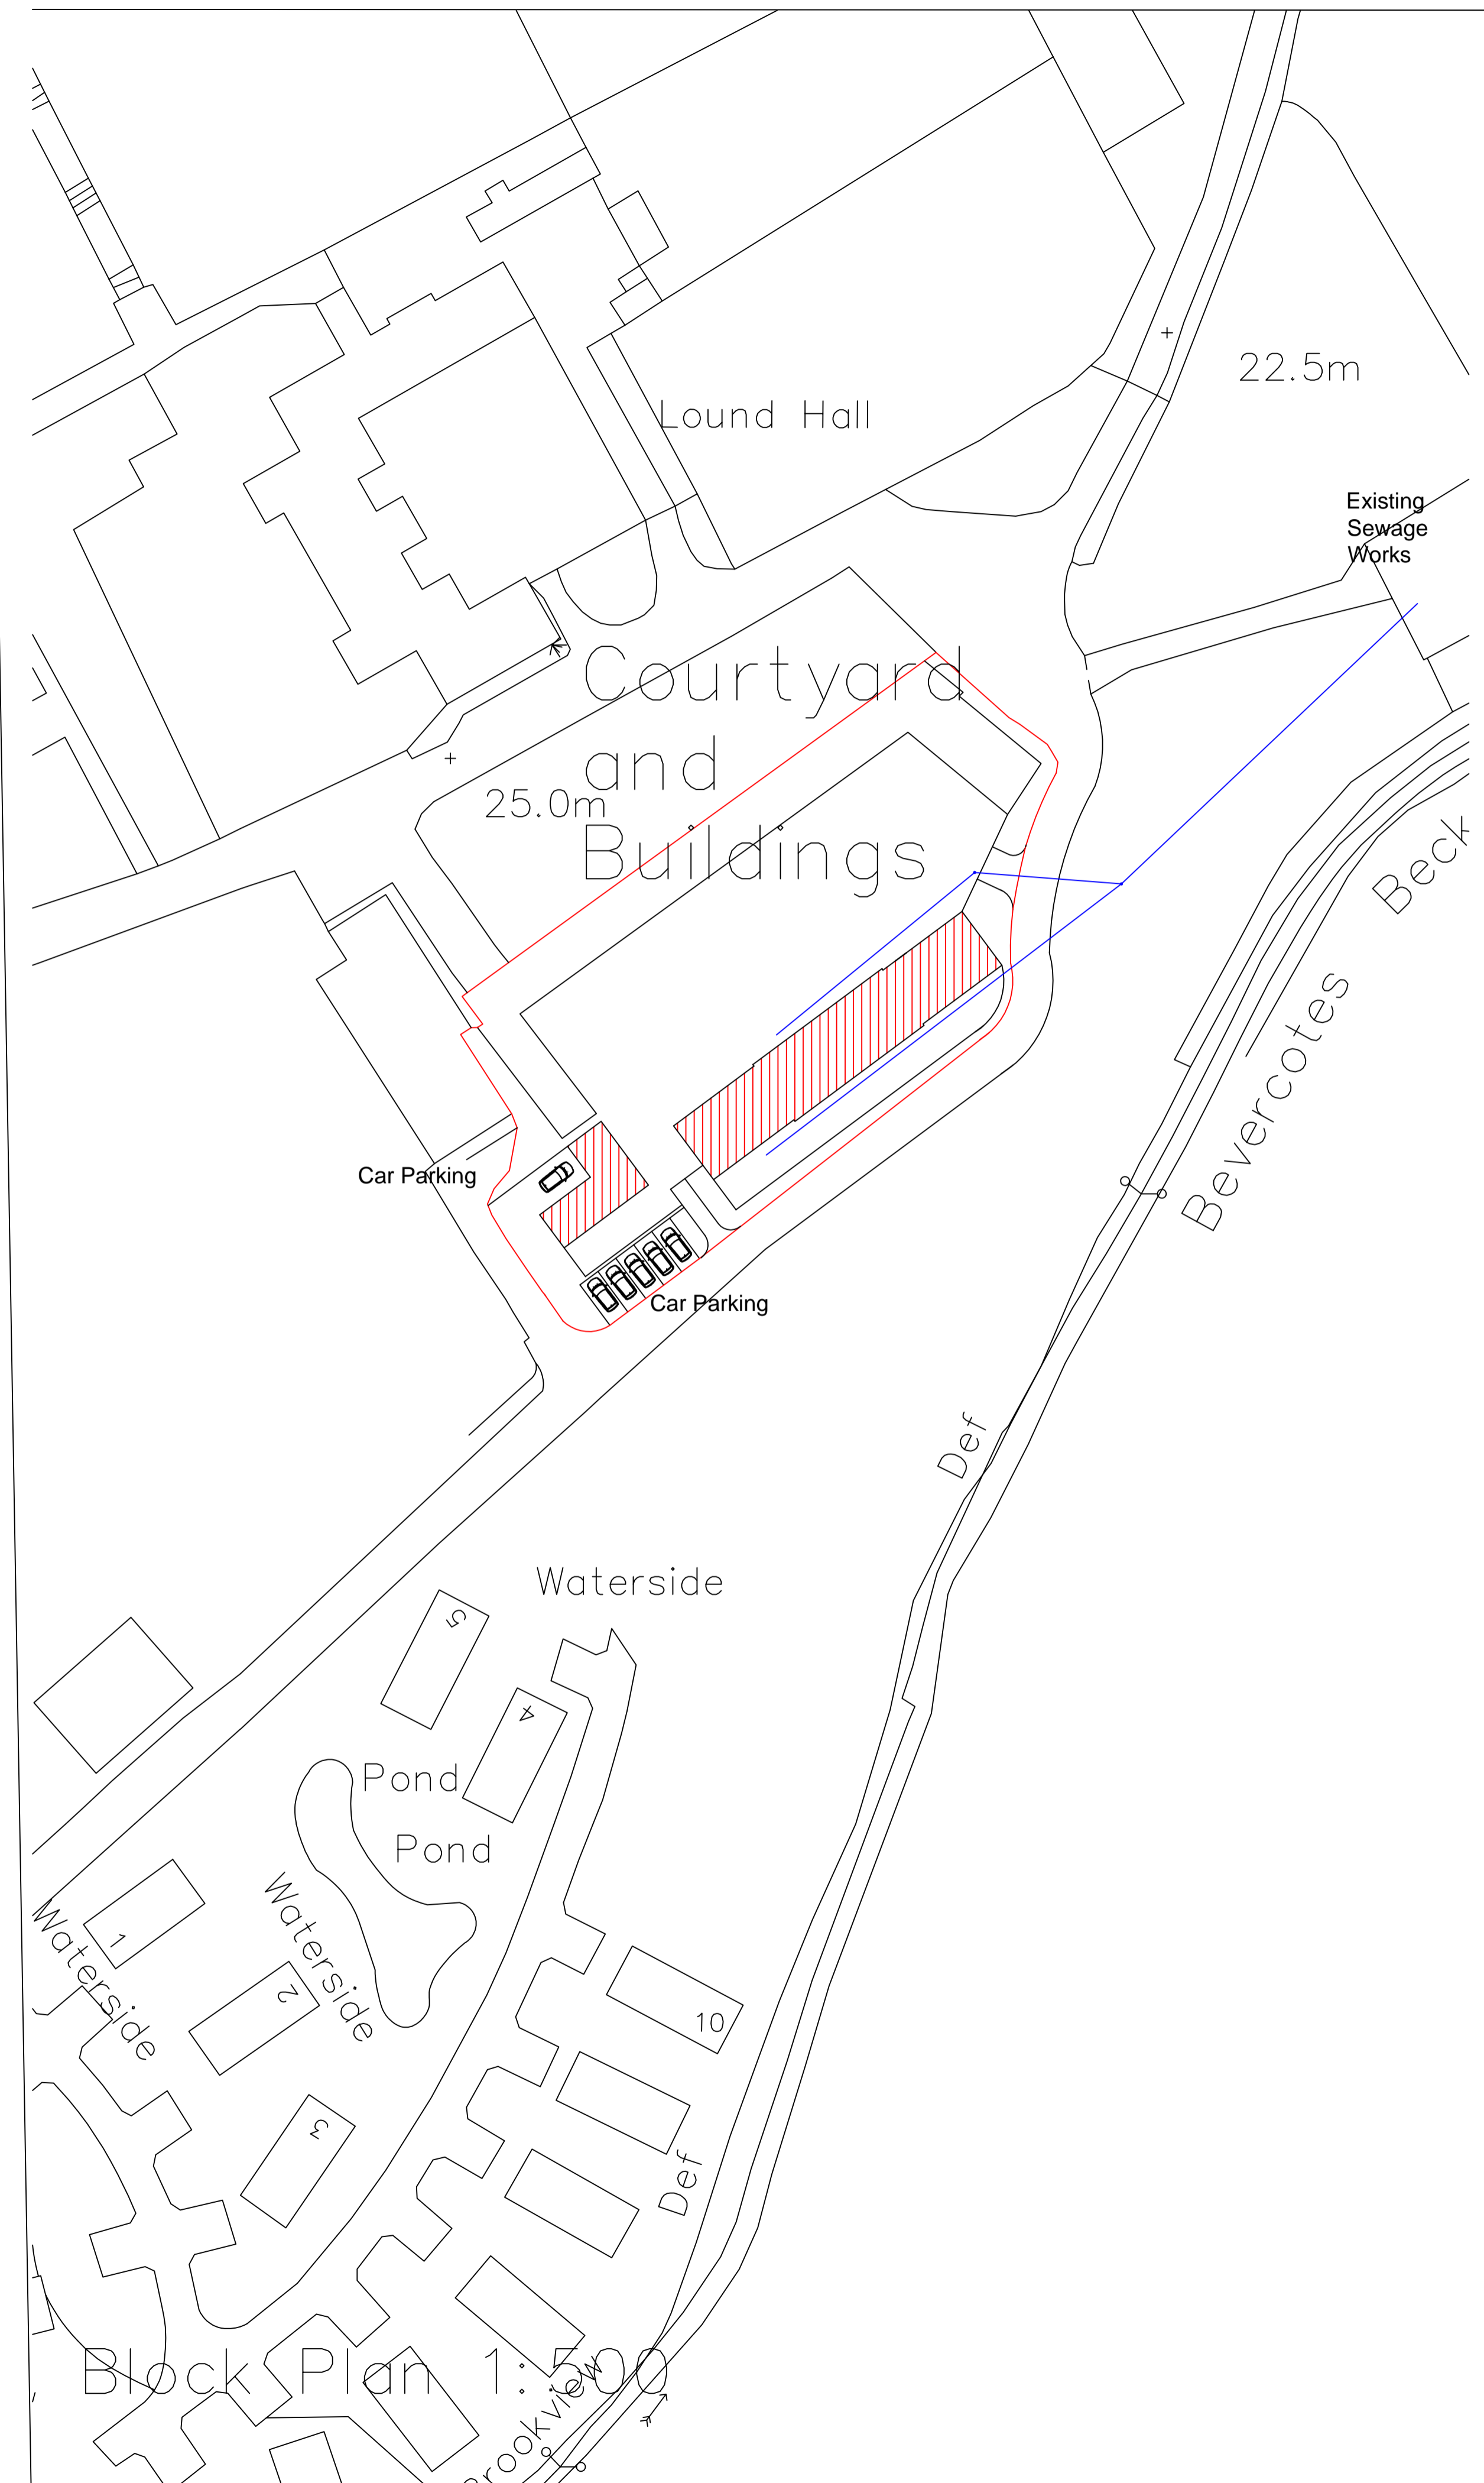 22.5m
Lound Hall
Existing
Sewage
Works
Courtyard
and
25.0m
Buildings
Beck
Bevercotes
Car Parking
Car Parking
Def
Waterside
5
4
Pond
Pond
Waterside
Waterside
1
2
10
3
Def
Block Plan 1:500
Brookview